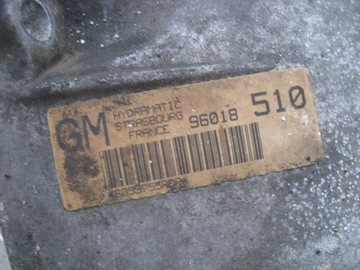 GM
HYDRAMATIC
STRASBOURG
FRANCE
96018
510